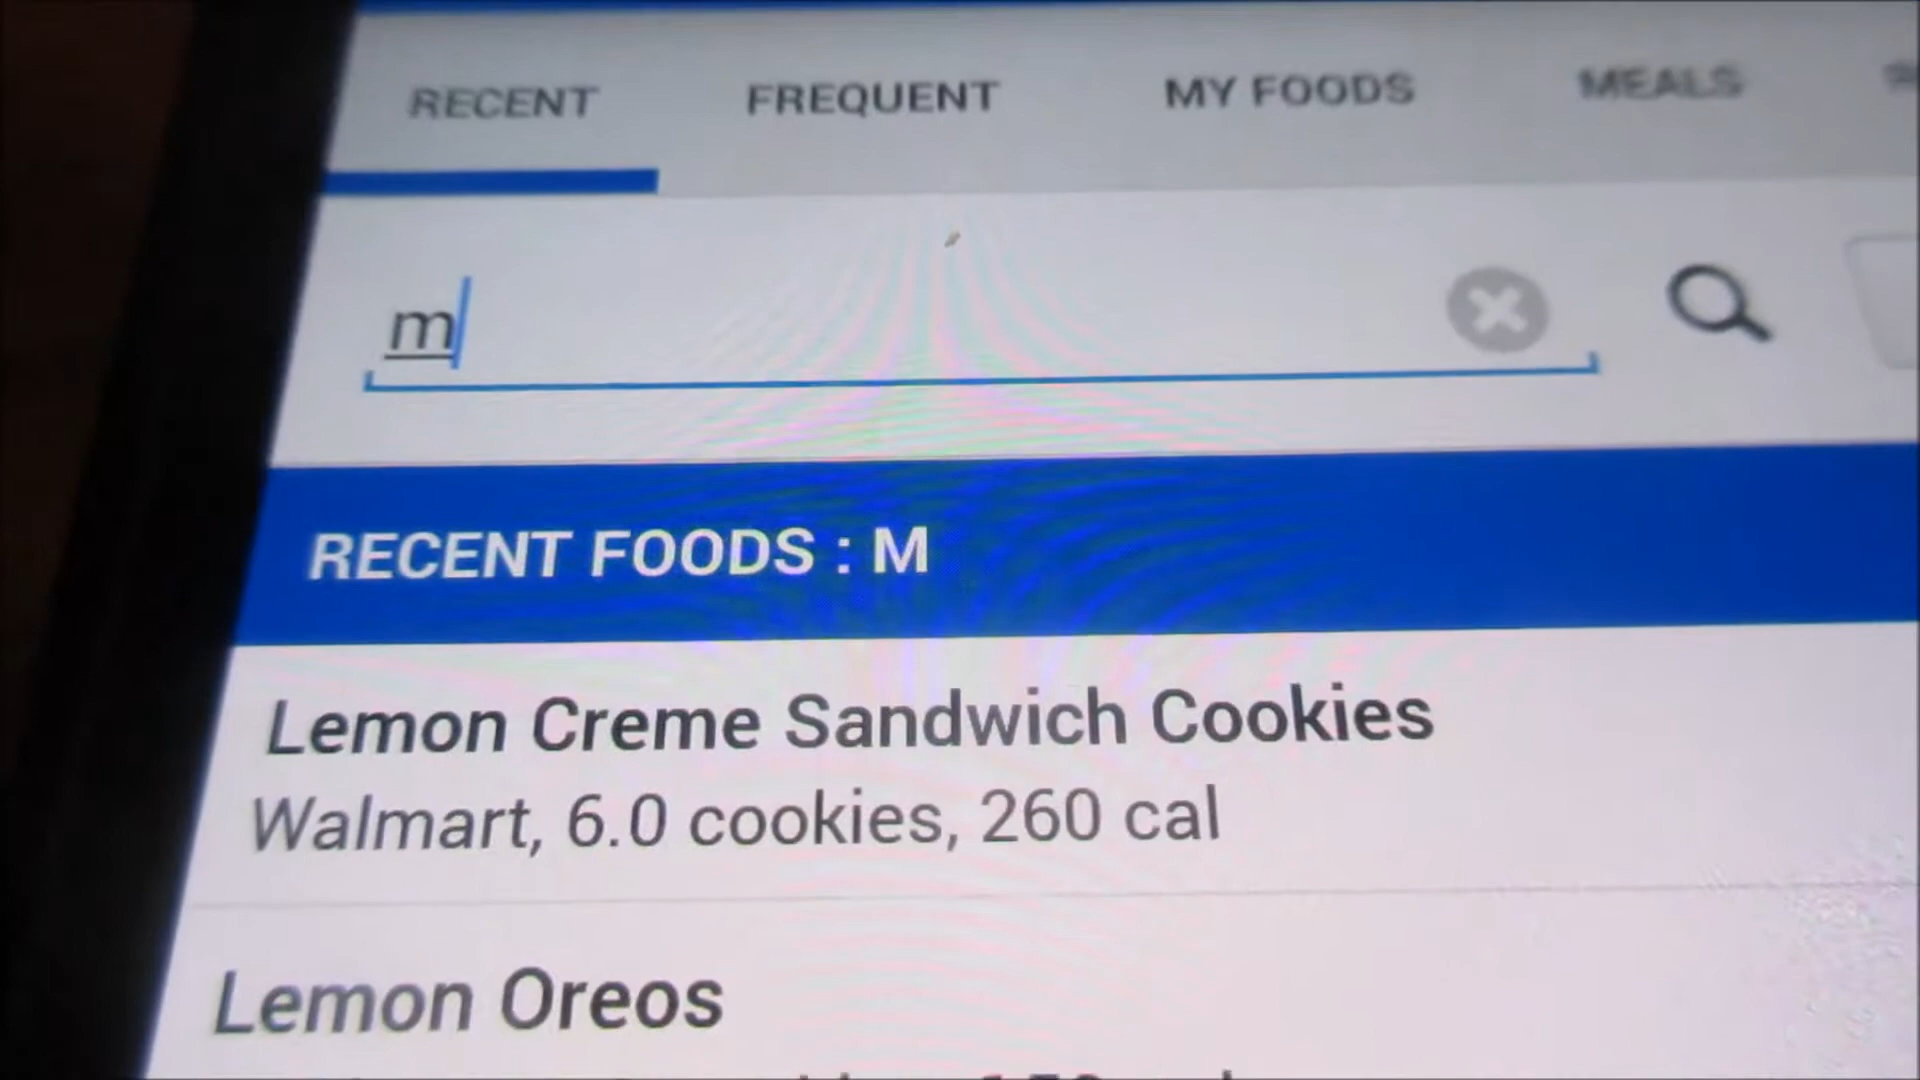 RECENT FREQUENT MY FOODS MEALS
m
RECENT FOODS : M
Lemon Creme Sandwich Cookies
Walmart, 6.0 cookies, 260 cal
Lemon Oreos